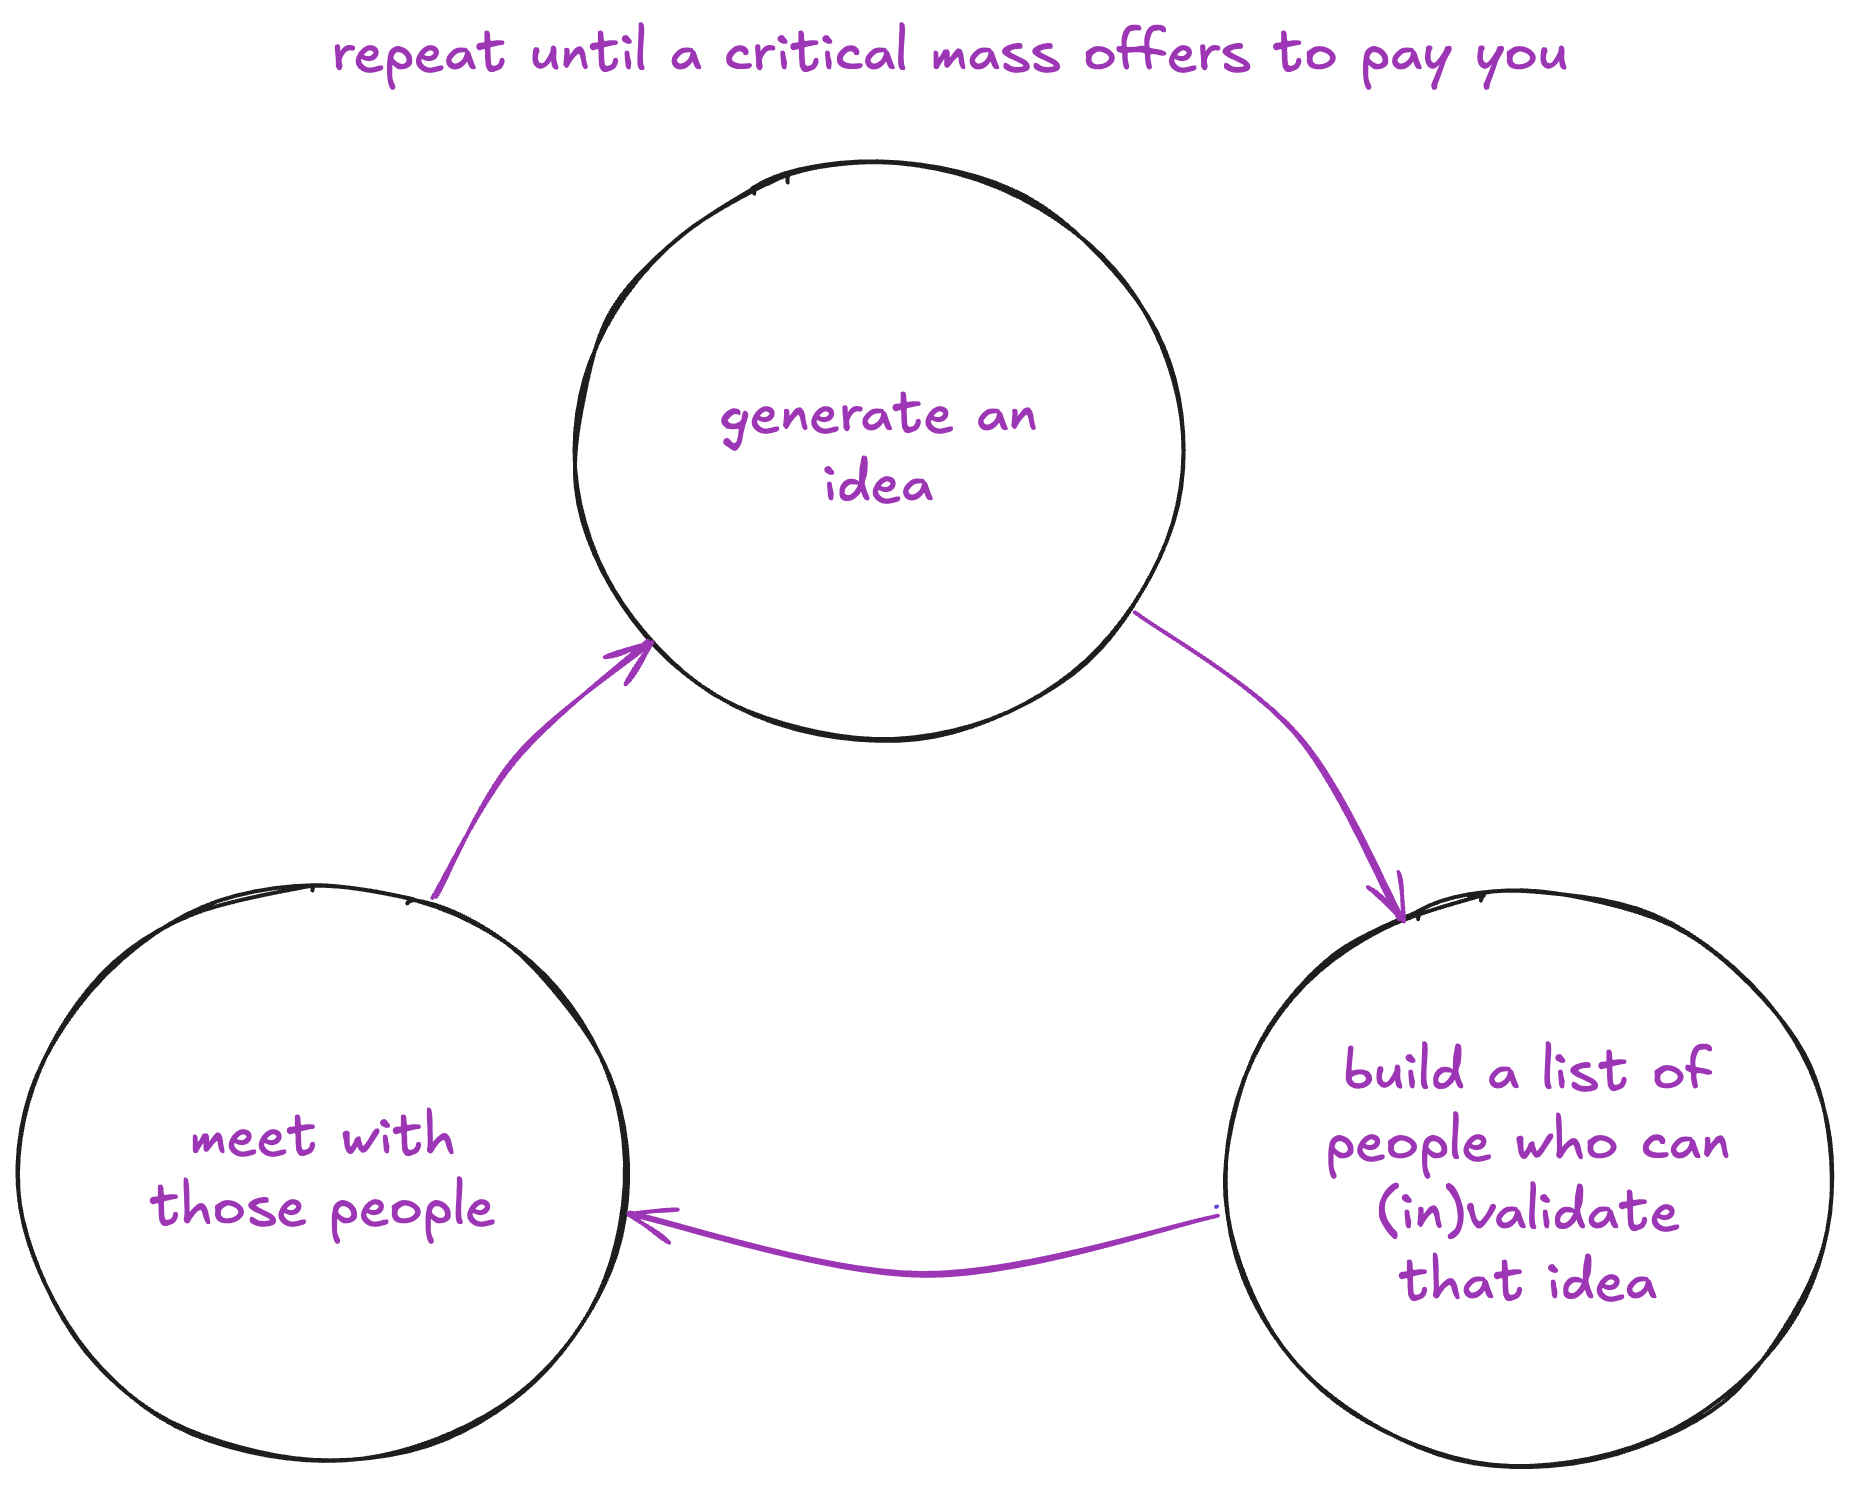 repeat until a critical mass offers to pay you
generate an
idea
meet with
those people
build a list of
people who can
(in)validate
that idea